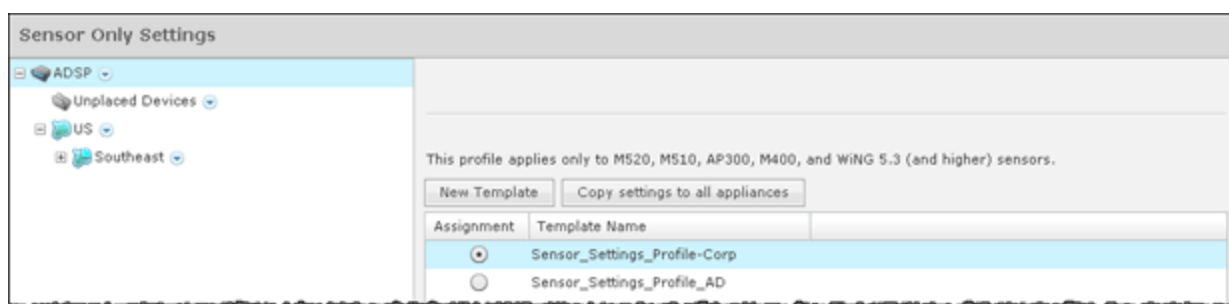 Sensor Only Settings
ADSP
Unplaced Devices
US
Southeast
This profile applies only to M520, M510, AP300, M400, and WiNG 5.3 (and higher) sensors.
New Template Copy settings to all appliances
Assignment Template Name
Sensor_Settings_Profile-Corp
Sensor_Settings_Profile_AD